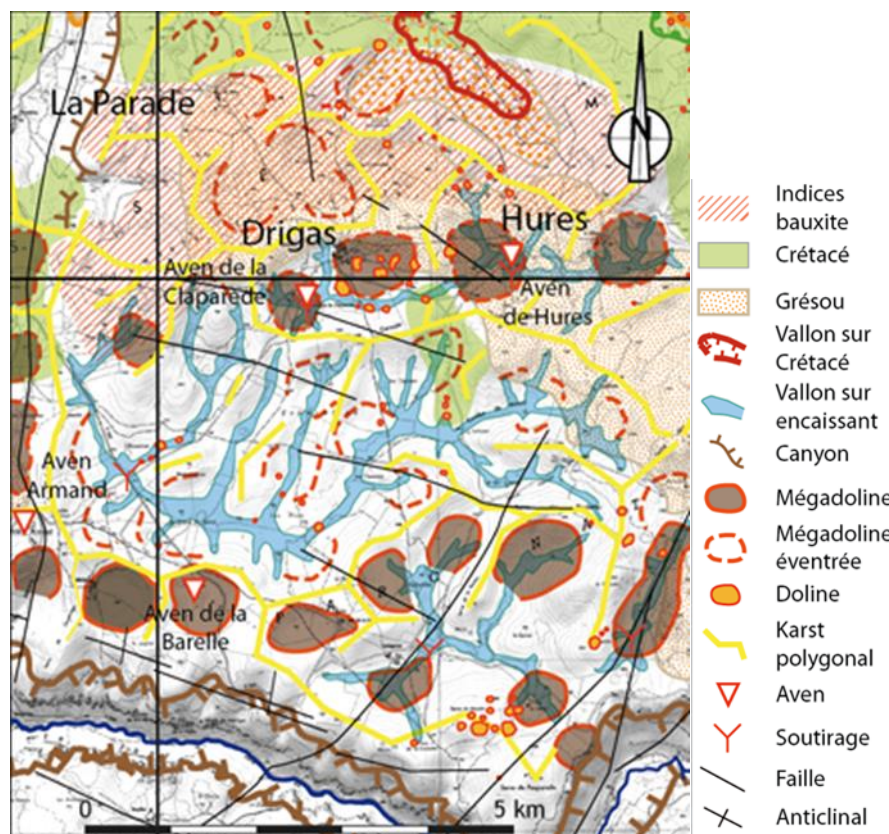 La Parade
N
Drigas
Hures
Aven de la
Claparède
Aven
de Hures
Aven
Armand
Aven de la
Barelle
0
5 km
Indices
bauxite
Crétacé
Grésou
Vallon sur
Crétacé
Vallon sur
encaissant
Canyon
Mégadoline
Mégadoline
éventrée
Doline
Karst
polygonal
Aven
Soutirage
Faille
Anticlinal